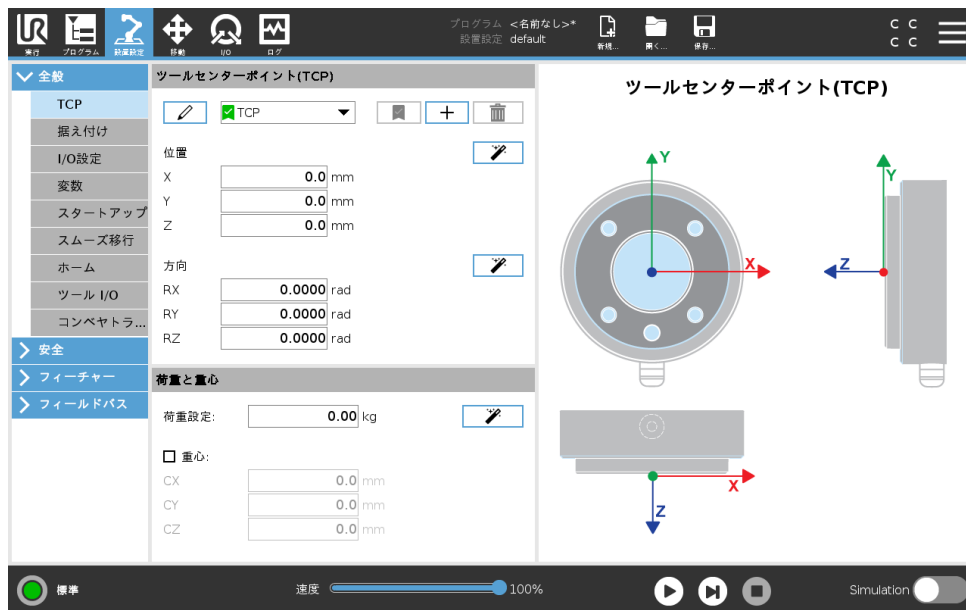 UR
実行
プログラム
設置設定
移動
I/O
ログ
プログラム <名前なし>*
設置設定 default
新規...
開く...
保存...
C C
C C
全般
TCP
据え付け
I/O設定
変数
スタートアップ
スムーズ移行
ホーム
ツール I/O
コンベヤトラ...
安全
フィーチャー
フィールドバス
ツールセンターポイント(TCP)
TCP
位置
X 0.0 mm
Y 0.0 mm
Z 0.0 mm
方向
RX 0.0000 rad
RY 0.0000 rad
RZ 0.0000 rad
荷重と重心
荷重設定: 0.00 kg
重心:
CX 0.0 mm
CY 0.0 mm
CZ 0.0 mm
ツールセンターポイント(TCP)
Y
X
Y
Z
X
Z
標準
速度 100%
Simulation